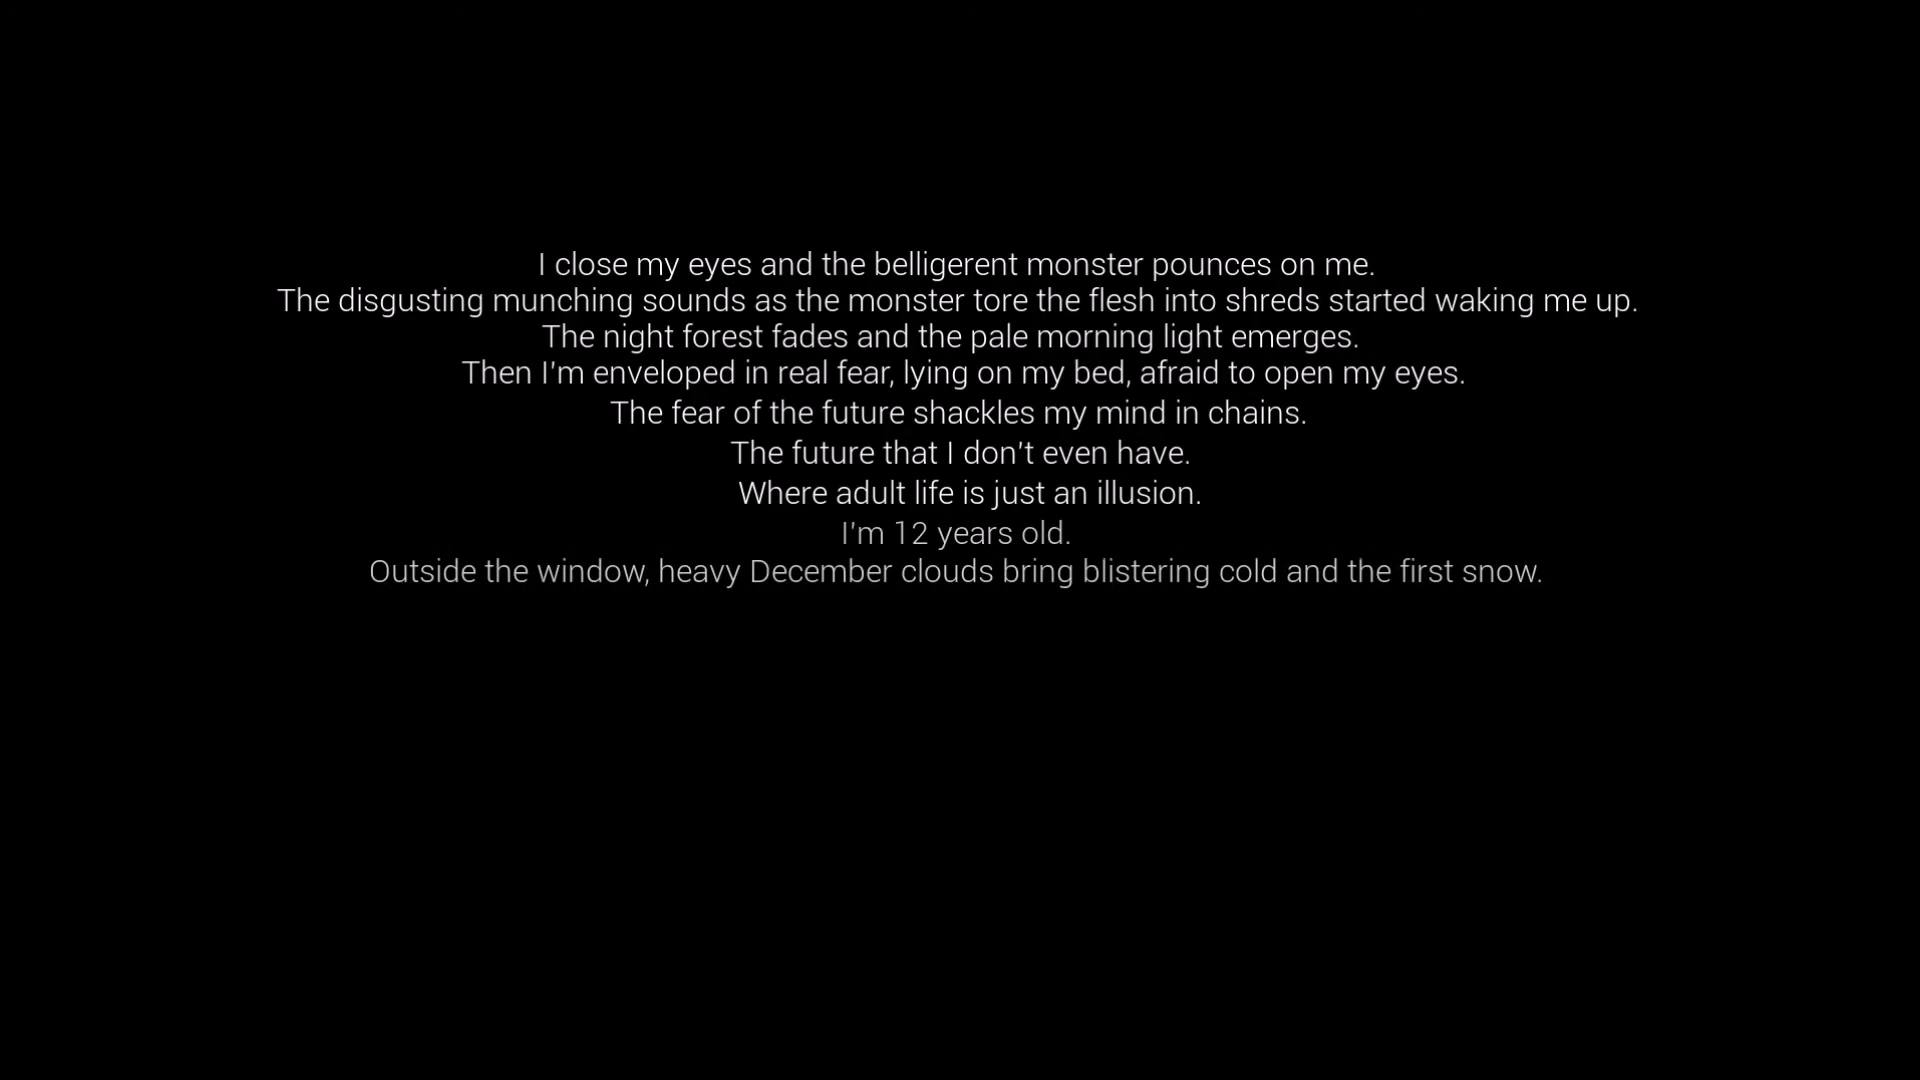 I close my eyes and the belligerent monster pounces on me.
The disgusting munching sounds as the monster tore the flesh into shreds started waking me up.
The night forest fades and the pale morning light emerges.
Then I'm enveloped in real fear, lying on my bed, afraid to open my eyes.
The fear of the future shackles my mind in chains.
The future that I don't even have.
Where adult life is just an illusion.
I'm 12 years old.
Outside the window, heavy December clouds bring blistering cold and the first snow.